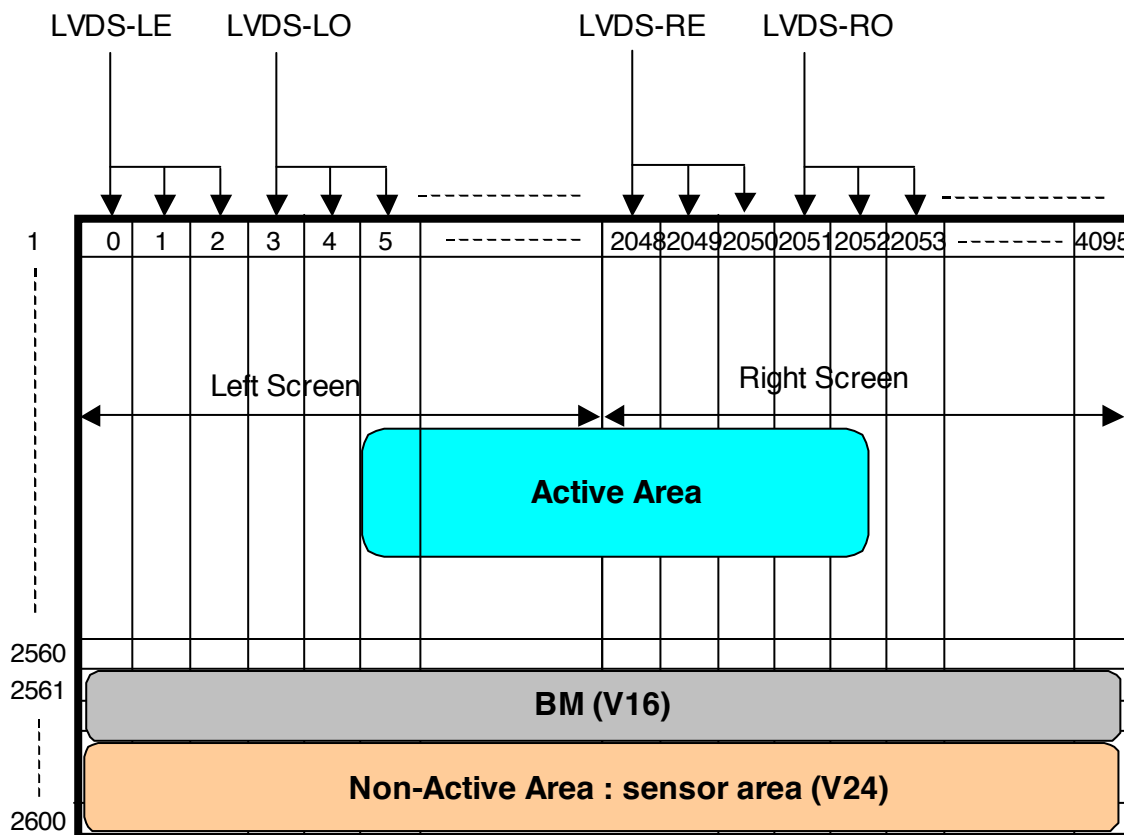 LVDS-LE LVDS-LO LVDS-RE LVDS-RO
1 0 1 2 3 4 5 2048 2049 2050 2051 2052 2053 4095
Left Screen Right Screen
Active Area
2560
2561
BM (V16)
Non-Active Area : sensor area (V24)
2600